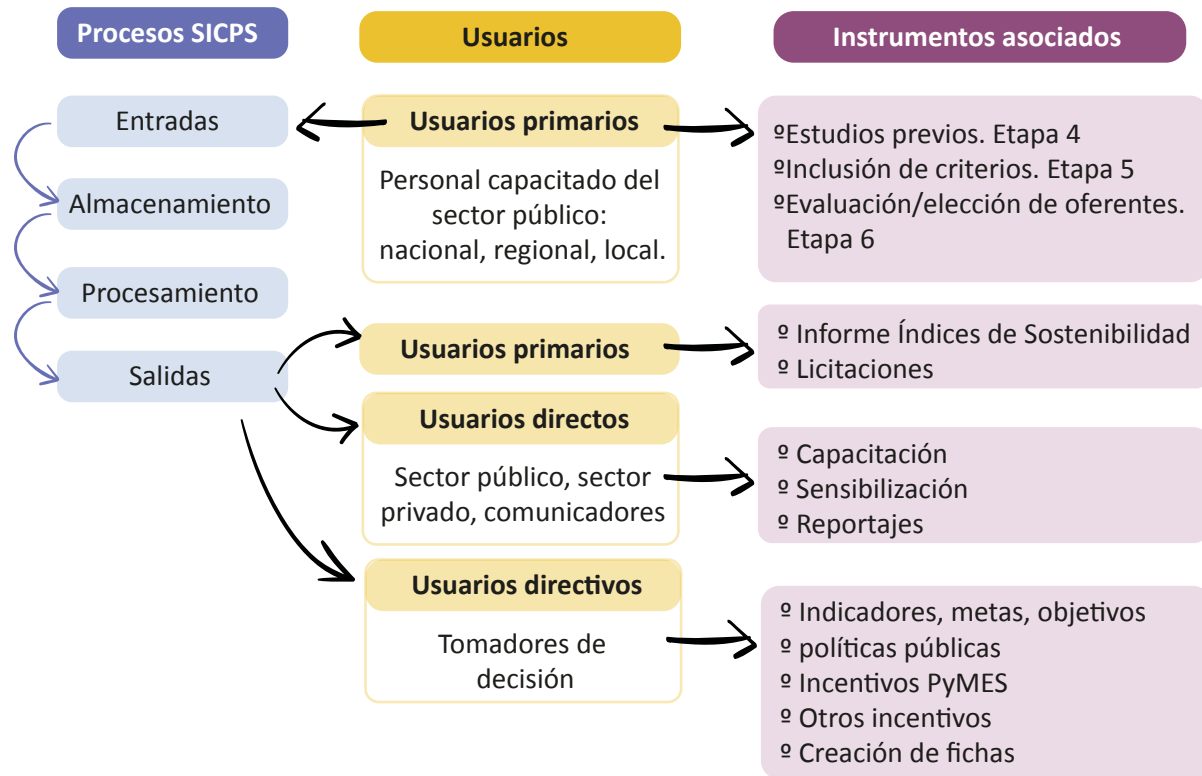 Procesos SICPS
Usuarios
Instrumentos asociados
Entradas
Almacenamiento
Procesamiento
Salidas
Usuarios primarios
Personal capacitado del
sector público:
nacional, regional, local.
ºEstudios previos. Etapa 4
ºInclusión de criterios. Etapa 5
ºEvaluación/elección de oferentes.
Etapa 6
Usuarios primarios
º Informe Índices de Sostenibilidad
º Licitaciones
Usuarios directos
Sector público, sector
privado, comunicadores
º Capacitación
º Sensibilización
º Reportajes
Usuarios directivos
Tomadores de
decisión
º Indicadores, metas, objetivos
º políticas públicas
º Incentivos PyMES
º Otros incentivos
º Creación de fichas